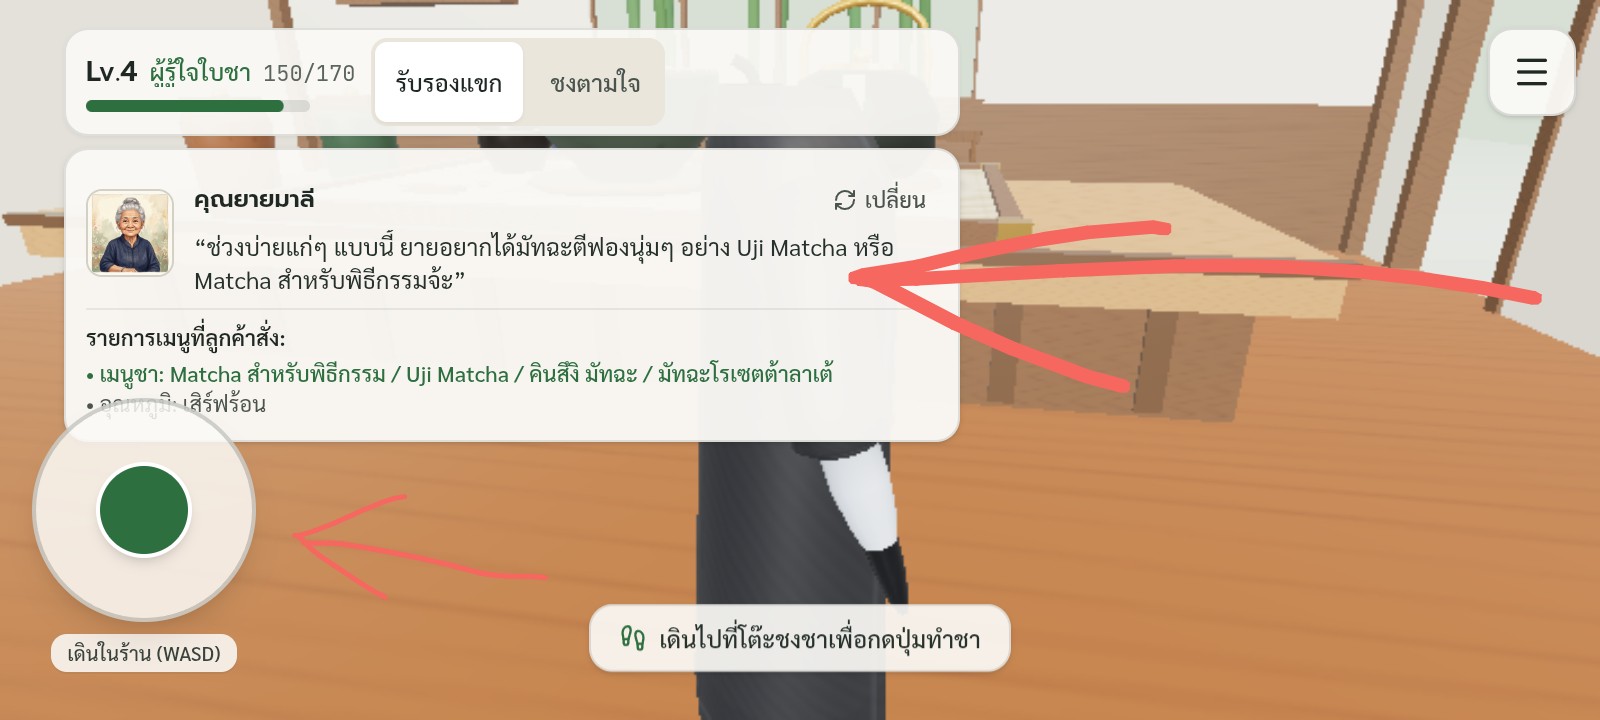 Lv.4 ผู้รู้ใจใบชา 150/170
รับรองแขก
ชงตามใจ
คุณยายมาลี
เปลี่ยน
“ช่วงบ่ายแก่ๆ แบบนี้ ยายอยากได้มัทฉะตีฟองนุ่มๆ อย่าง Uji Matcha หรือ
Matcha สำหรับพิธีกรรมจ้ะ”
รายการเมนูที่ลูกค้าสั่ง:
• เมนูชา: Matcha สำหรับพิธีกรรม / Uji Matcha / คินสึงิ มัทฉะ / มัทฉะโรเซตต้าลาเต้
• อุณหภูมิ: เสิร์ฟร้อน
เดินในร้าน (WASD)
เดินไปที่โต๊ะชงชาเพื่อกดปุ่มทำชา